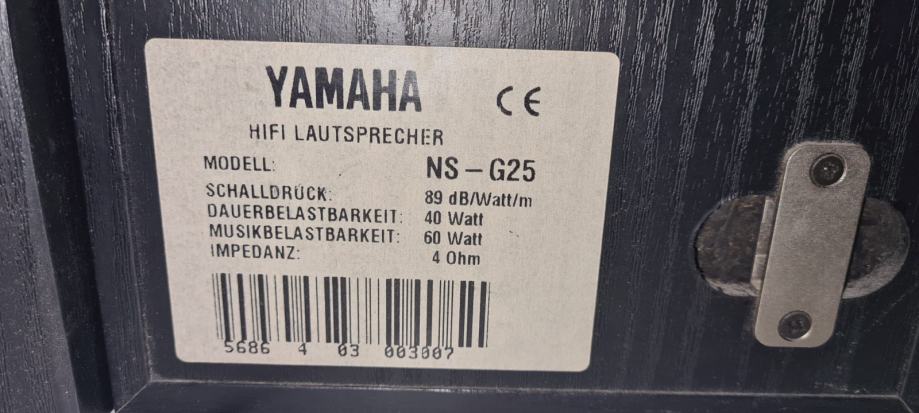 YAMAHA CE
HIFI LAUTSPRECHER
MODELL: NS – G25
SCHALLDRÜCK: 89 dB/Watt/m
DAUERBELASTBARKEIT: 40 Watt
MUSIKBELASTBARKEIT: 60 Watt
IMPEDANZ: 4 Ohm
5686 4 03 003007